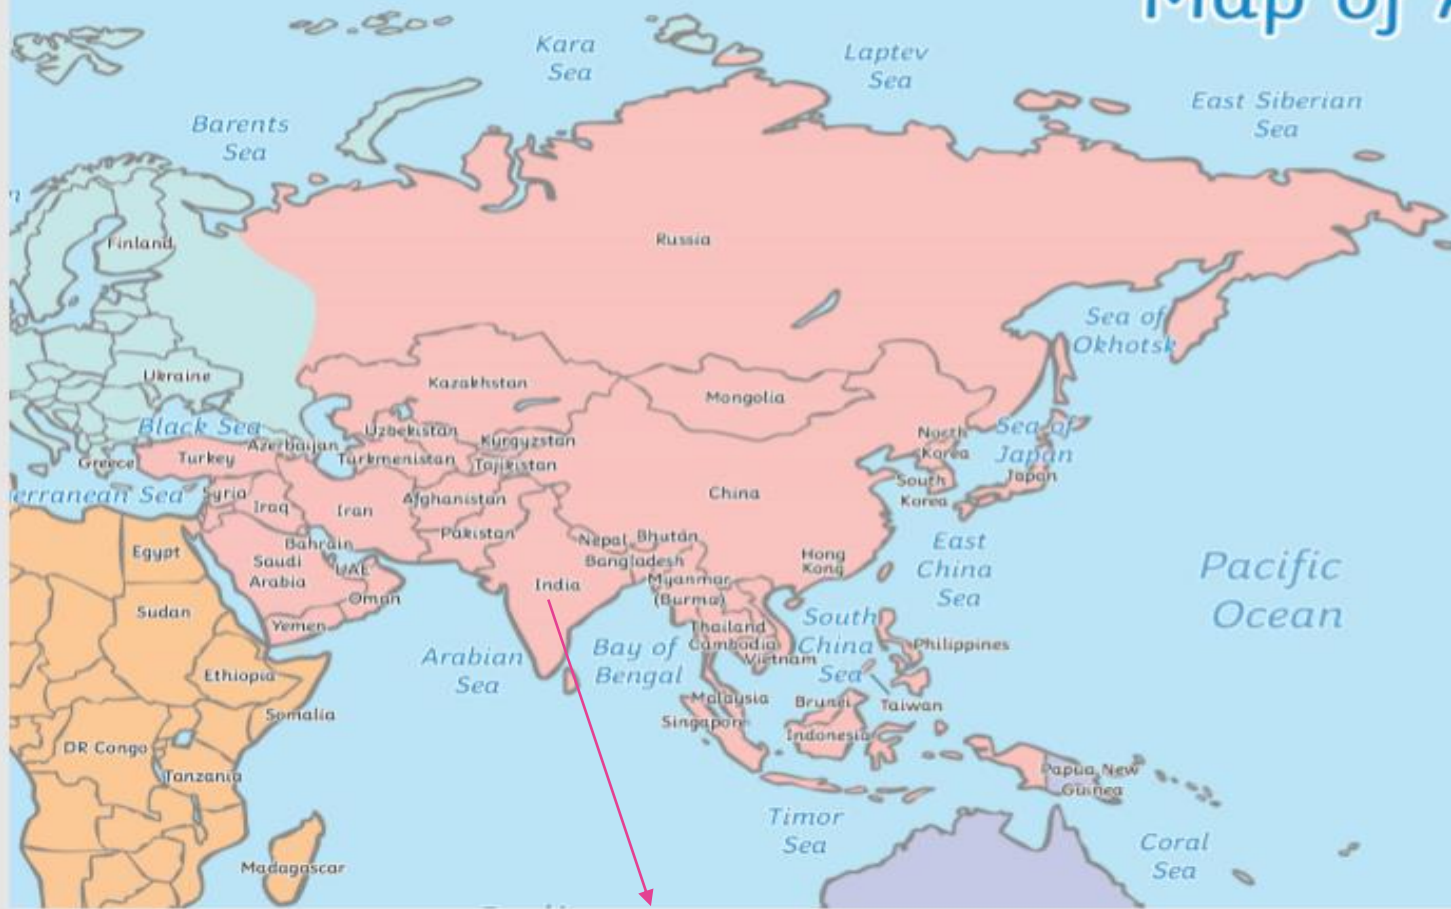 Map of
Kara
Sea
Laptev
Sea
East Siberian
Sea
Barents
Sea
Finland
Russia
Sea of
Okhotsk
Ukraine
Kazakhstan
Mongolia
Black Sea
Azerbaijan
Uzbekistan
Kyrgyzstan
North
Korea
Sea of
Japan
Greece
Turkey
Turkmenistan
Tajikistan
South
Korea
Japan
erranean Sea
Syria
Iraq
Iran
Afghanistan
China
Pakistan
Nepal
Bhutan
Bahrain
Egypt
Saudi
Arabia
UAE
Bangladesh
Hong
Kong
East
China
Sea
Pacific
Ocean
India
Myanmar
(Burma)
Oman
Sudan
Yemen
Thailand
Cambodia
Vietnam
South
China
Sea
Philippines
Arabian
Sea
Bay of
Bengal
Ethiopia
Malaysia
Brunei
Taiwan
Somalia
Singapore
Indonesia
DR Congo
Tanzania
Papua New
Guinea
Timor
Sea
Coral
Sea
Madagascar